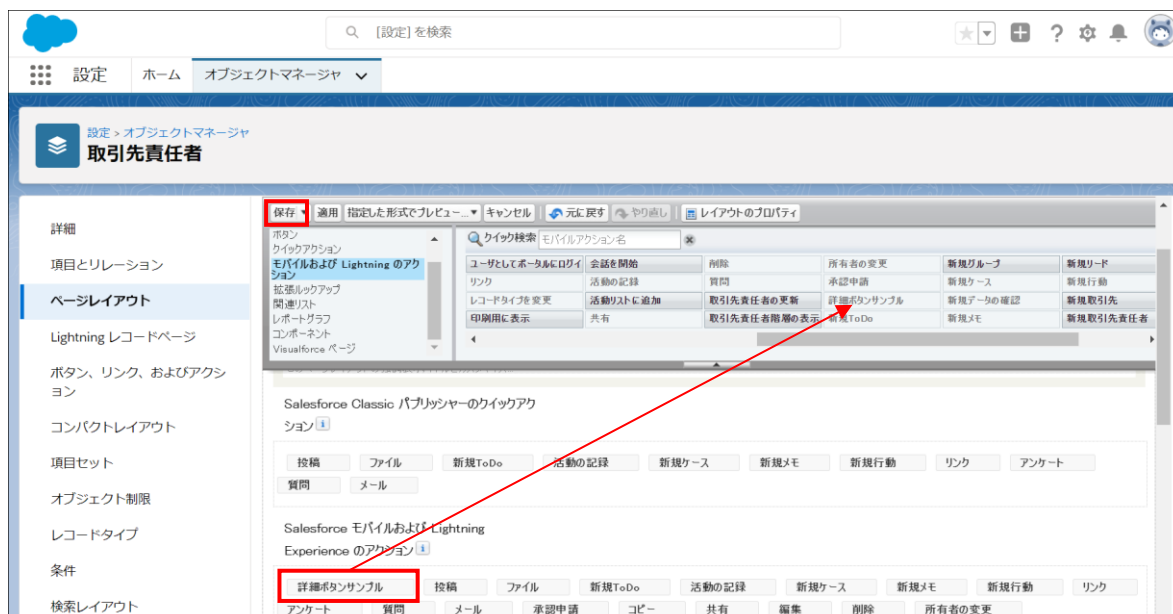 [設定] を検索
設定 ホーム オブジェクトマネージャ
設定 > オブジェクトマネージャ
取引先責任者
詳細
項目とリレーション
ページレイアウト
Lightning レコードページ
ボタン、リンク、およびアクシ
ョン
コンパクトレイアウト
項目セット
オブジェクト制限
レコードタイプ
条件
検索レイアウト
保存 適用 指定した形式でプレビュー... キャンセル 元に戻す やり直し レイアウトのプロパティ
ボタン
クイックアクション
モバイルおよび Lightning のアク
ション
拡張ルックアップ
関連リスト
レポートグラフ
コンポーネント
Visualforce ページ
クイック検索 モバイルアクション名
ユーザとしてポータルにログイ 会話を開始 削除 所有者の変更 新規グループ 新規リード
リンク 活動の記録 質問 承認申請 新規ケース 新規行動
レコードタイプを変更 活動リストに追加 取引先責任者の更新 詳細ボタンサンプル 新規データの確認 新規取引先
印刷用に表示 共有 取引先責任者階層の表示 新規ToDo 新規メモ 新規取引先責任者
Salesforce Classic パブリッシャーのクイックアク
ション
投稿 ファイル 新規ToDo 活動の記録 新規ケース 新規メモ 新規行動 リンク アンケート
質問 メール
Salesforce モバイルおよび Lightning
Experience のアクション
詳細ボタンサンプル 投稿 ファイル 新規ToDo 活動の記録 新規ケース 新規メモ 新規行動 リンク
アンケート 質問 メール 承認申請 コピー 共有 編集 削除 所有者の変更